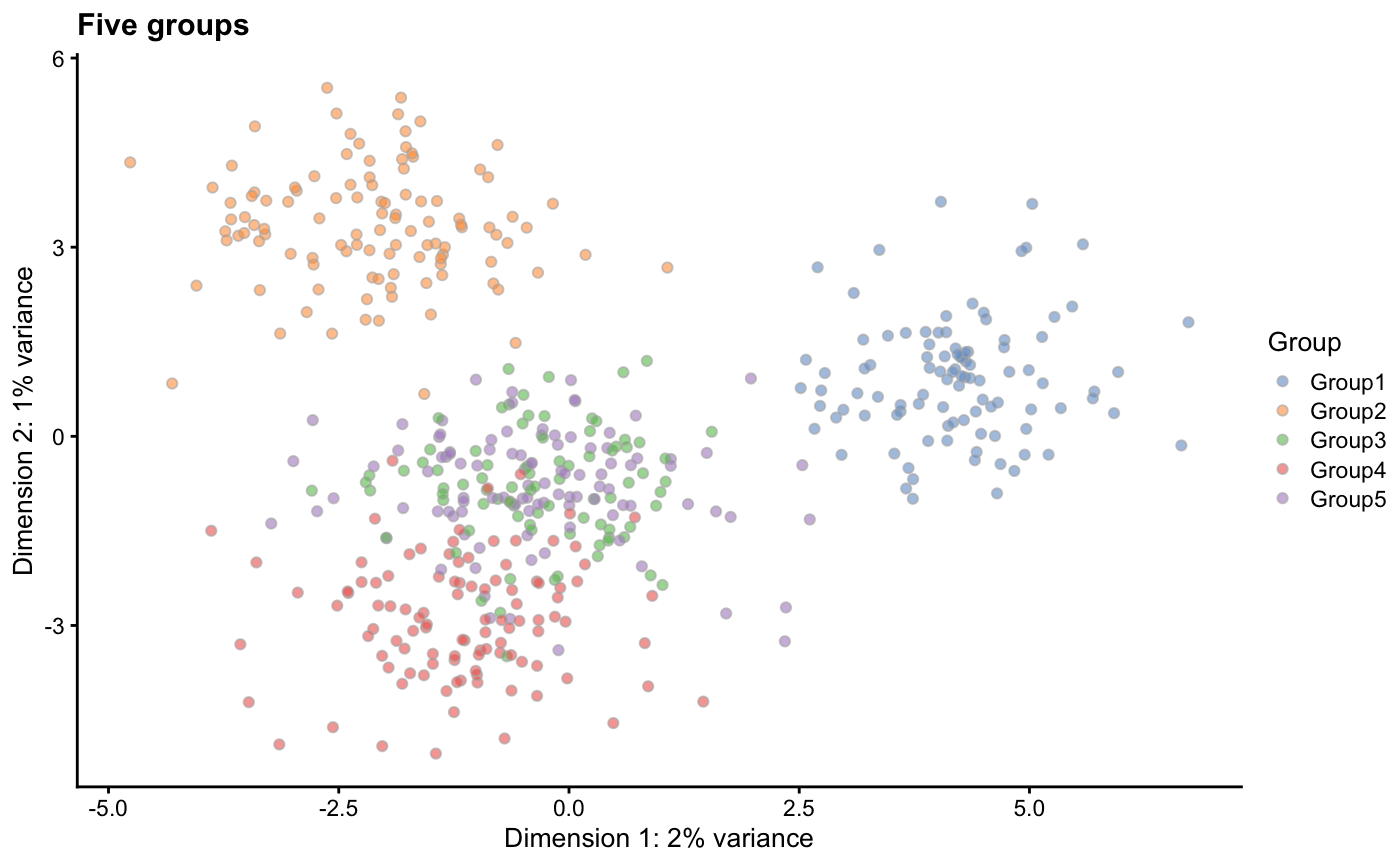 Five groups
6
3
0
-3
Dimension 2: 1% variance
-5.0
-2.5
0.0
2.5
5.0
Dimension 1: 2% variance
Group
Group1
Group2
Group3
Group4
Group5